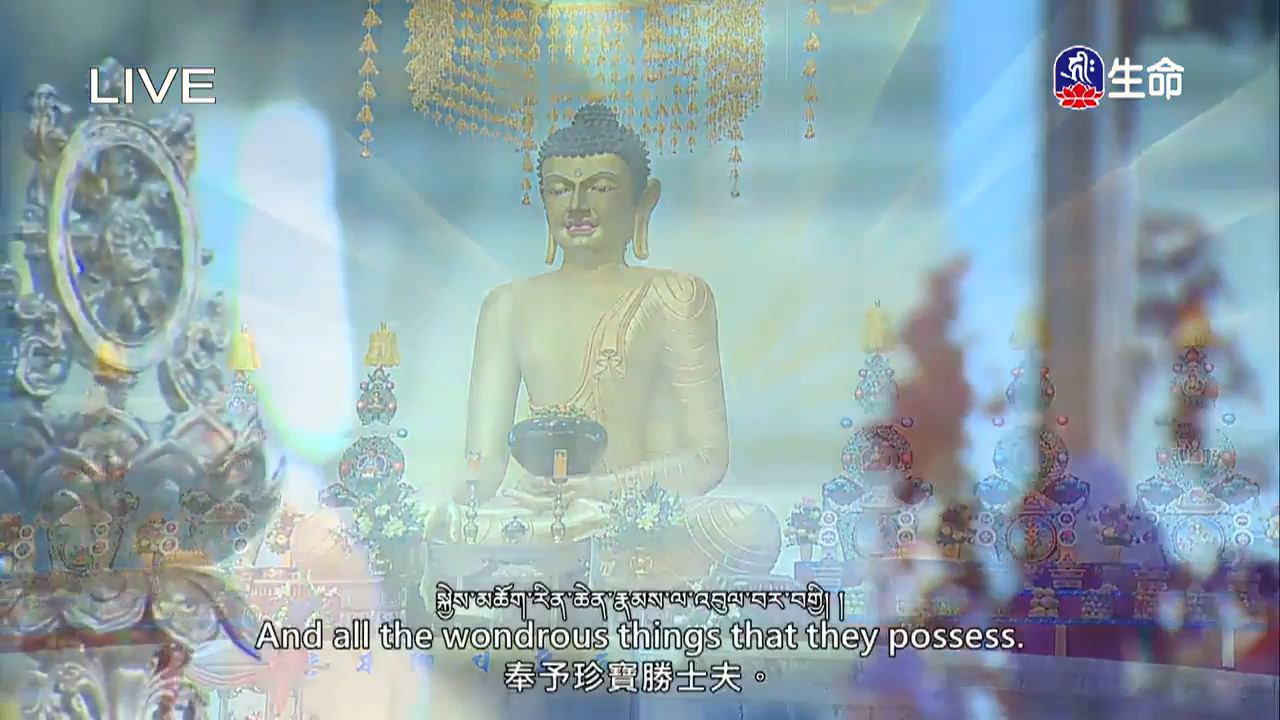 LIVE
生命
སྐྱེས་མཆོག་རིན་ཆེན་རྣམས་ལ་འབུལ་བར་བགྱི། །
And all the wondrous things that they possess.
奉予珍寶勝士夫。